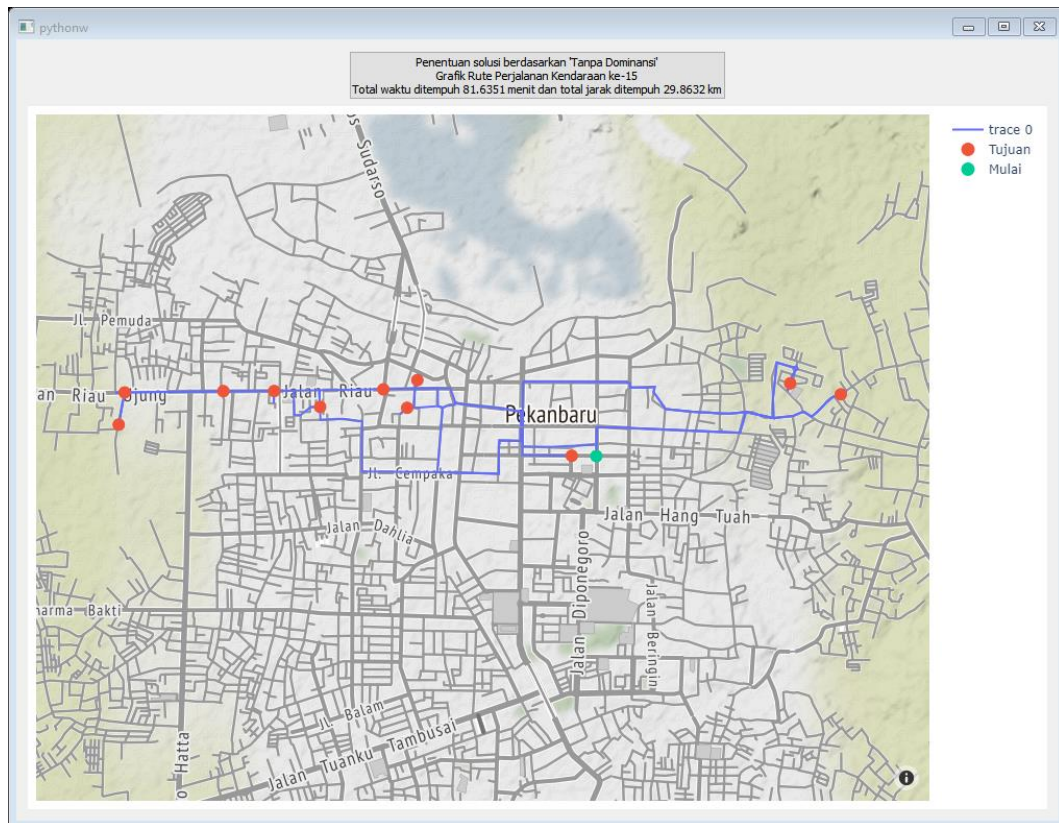 pythonw
Penentuan solusi berdasarkan 'Tanpa Dominansi'
Grafik Rute Perjalanan Kendaraan ke-15
Total waktu ditempuh 81.6351 menit dan total jarak ditempuh 29.8632 km
trace 0
Tujuan
Mulai
os Sudarso
Jl. Pemuda
an Riau Ujung
Jalan Riau
Pekanbaru
Jl. Cempaka
Jalan Dahlia
Jalan Hang Tuah
Jalan Diponegoro
Jalan Beringin
harma Bakti
Jl. Balam
Jalan Tuanku Tambusai
o Hatta